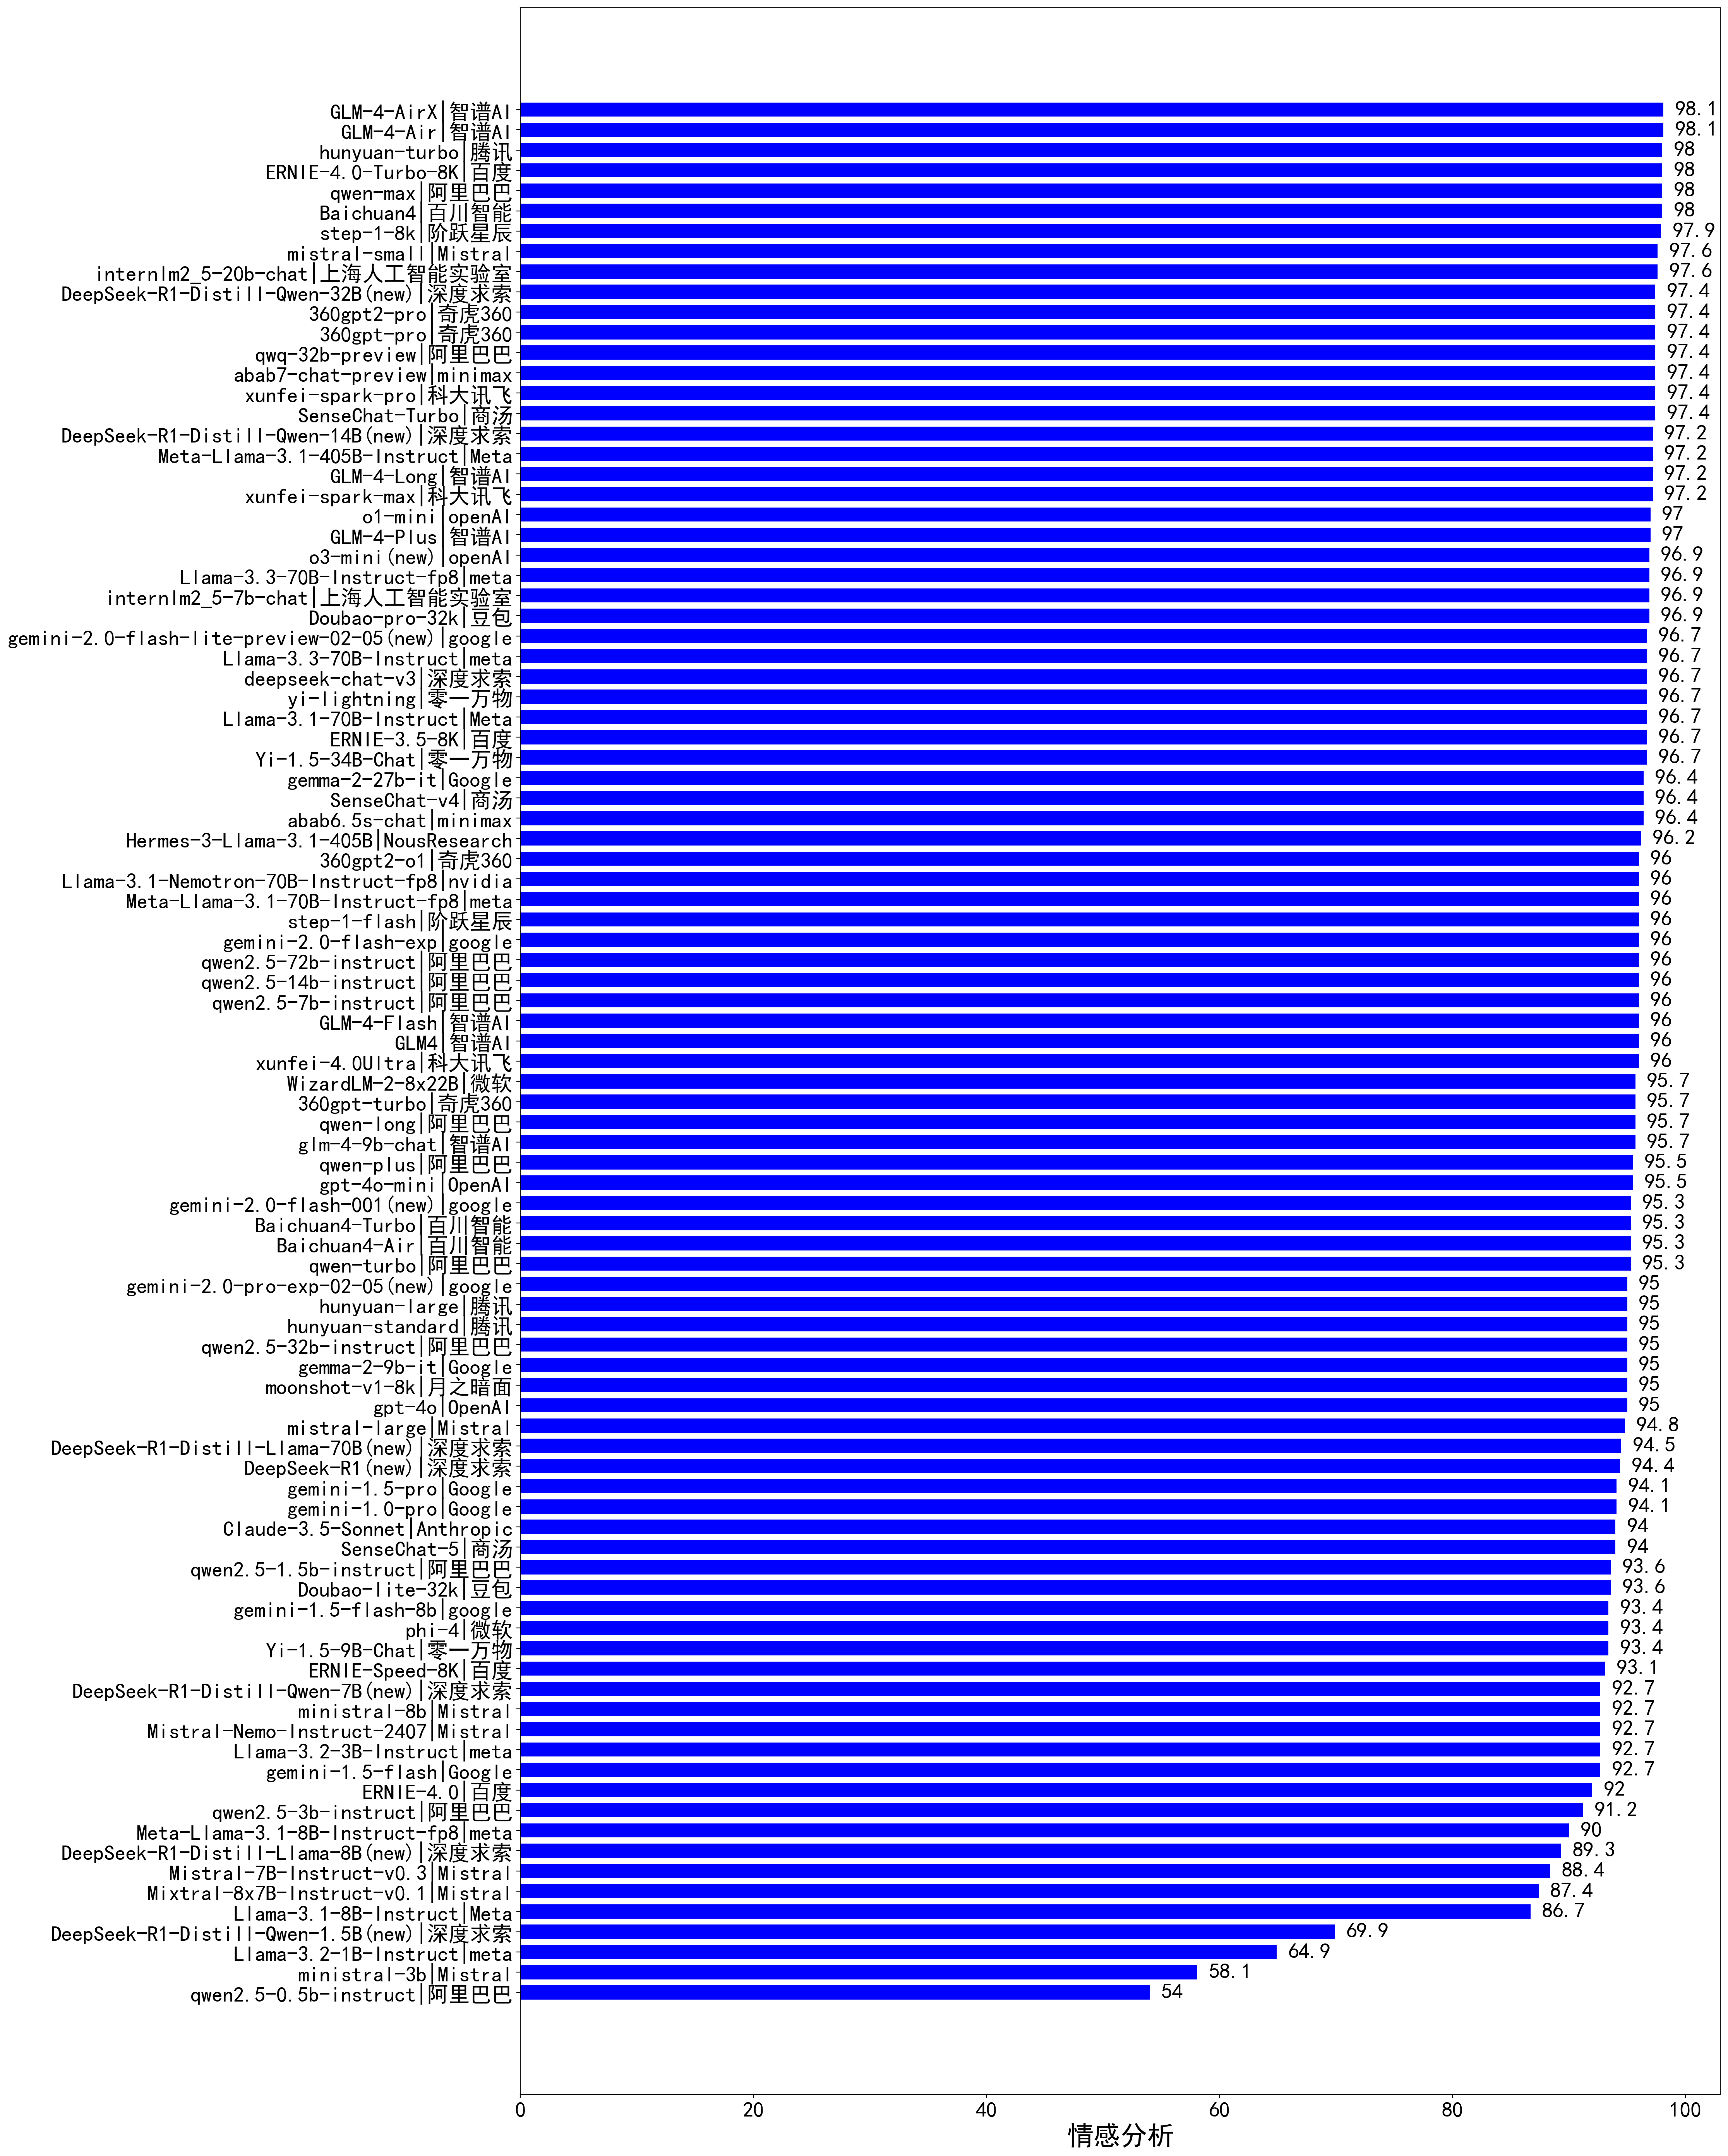 GLM-4-AirX|智谱AI 98.1
GLM-4-Air|智谱AI 98.1
hunyuan-turbo|腾讯 98
ERNIE-4.0-Turbo-8K|百度 98
qwen-max|阿里巴巴 98
Baichuan4|百川智能 98
step-1-8k|阶跃星辰 97.9
mistral-small|Mistral 97.6
internlm2_5-20b-chat|上海人工智能实验室 97.6
DeepSeek-R1-Distill-Qwen-32B(new)|深度求索 97.4
360gpt2-pro|奇虎360 97.4
360gpt-pro|奇虎360 97.4
qwq-32b-preview|阿里巴巴 97.4
abab7-chat-preview|minimax 97.4
xunfei-spark-pro|科大讯飞 97.4
SenseChat-Turbo|商汤 97.4
DeepSeek-R1-Distill-Qwen-14B(new)|深度求索 97.2
Meta-Llama-3.1-405B-Instruct|Meta 97.2
GLM-4-Long|智谱AI 97.2
xunfei-spark-max|科大讯飞 97.2
o1-mini|openAI 97
GLM-4-Plus|智谱AI 97
o3-mini(new)|openAI 96.9
Llama-3.3-70B-Instruct-fp8|meta 96.9
internlm2_5-7b-chat|上海人工智能实验室 96.9
Doubao-pro-32k|豆包 96.9
gemini-2.0-flash-lite-preview-02-05(new)|google 96.7
Llama-3.3-70B-Instruct|meta 96.7
deepseek-chat-v3|深度求索 96.7
yi-lightning|零一万物 96.7
Llama-3.1-70B-Instruct|Meta 96.7
ERNIE-3.5-8K|百度 96.7
Yi-1.5-34B-Chat|零一万物 96.7
gemma-2-27b-it|Google 96.4
SenseChat-v4|商汤 96.4
abab6.5s-chat|minimax 96.4
Hermes-3-Llama-3.1-405B|NousResearch 96.2
360gpt2-o1|奇虎360 96
Llama-3.1-Nemotron-70B-Instruct-fp8|nvidia 96
Meta-Llama-3.1-70B-Instruct-fp8|meta 96
step-1-flash|阶跃星辰 96
gemini-2.0-flash-exp|google 96
qwen2.5-72b-instruct|阿里巴巴 96
qwen2.5-14b-instruct|阿里巴巴 96
qwen2.5-7b-instruct|阿里巴巴 96
GLM-4-Flash|智谱AI 96
GLM4|智谱AI 96
xunfei-4.0Ultra|科大讯飞 96
WizardLM-2-8x22B|微软 95.7
360gpt-turbo|奇虎360 95.7
qwen-long|阿里巴巴 95.7
glm-4-9b-chat|智谱AI 95.7
qwen-plus|阿里巴巴 95.5
gpt-4o-mini|OpenAI 95.5
gemini-2.0-flash-001(new)|google 95.3
Baichuan4-Turbo|百川智能 95.3
Baichuan4-Air|百川智能 95.3
qwen-turbo|阿里巴巴 95.3
gemini-2.0-pro-exp-02-05(new)|google 95
hunyuan-large|腾讯 95
hunyuan-standard|腾讯 95
qwen2.5-32b-instruct|阿里巴巴 95
gemma-2-9b-it|Google 95
moonshot-v1-8k|月之暗面 95
gpt-4o|OpenAI 95
mistral-large|Mistral 94.8
DeepSeek-R1-Distill-Llama-70B(new)|深度求索 94.5
DeepSeek-R1(new)|深度求索 94.4
gemini-1.5-pro|Google 94.1
gemini-1.0-pro|Google 94.1
Claude-3.5-Sonnet|Anthropic 94
SenseChat-5|商汤 94
qwen2.5-1.5b-instruct|阿里巴巴 93.6
Doubao-lite-32k|豆包 93.6
gemini-1.5-flash-8b|google 93.4
phi-4|微软 93.4
Yi-1.5-9B-Chat|零一万物 93.4
ERNIE-Speed-8K|百度 93.1
DeepSeek-R1-Distill-Qwen-7B(new)|深度求索 92.7
ministral-8b|Mistral 92.7
Mistral-Nemo-Instruct-2407|Mistral 92.7
Llama-3.2-3B-Instruct|meta 92.7
gemini-1.5-flash|Google 92.7
ERNIE-4.0|百度 92
qwen2.5-3b-instruct|阿里巴巴 91.2
Meta-Llama-3.1-8B-Instruct-fp8|meta 90
DeepSeek-R1-Distill-Llama-8B(new)|深度求索 89.3
Mistral-7B-Instruct-v0.3|Mistral 88.4
Mixtral-8x7B-Instruct-v0.1|Mistral 87.4
Llama-3.1-8B-Instruct|Meta 86.7
DeepSeek-R1-Distill-Qwen-1.5B(new)|深度求索 69.9
Llama-3.2-1B-Instruct|meta 64.9
ministral-3b|Mistral 58.1
qwen2.5-0.5b-instruct|阿里巴巴 54
0 20 40 60 80 100
情感分析